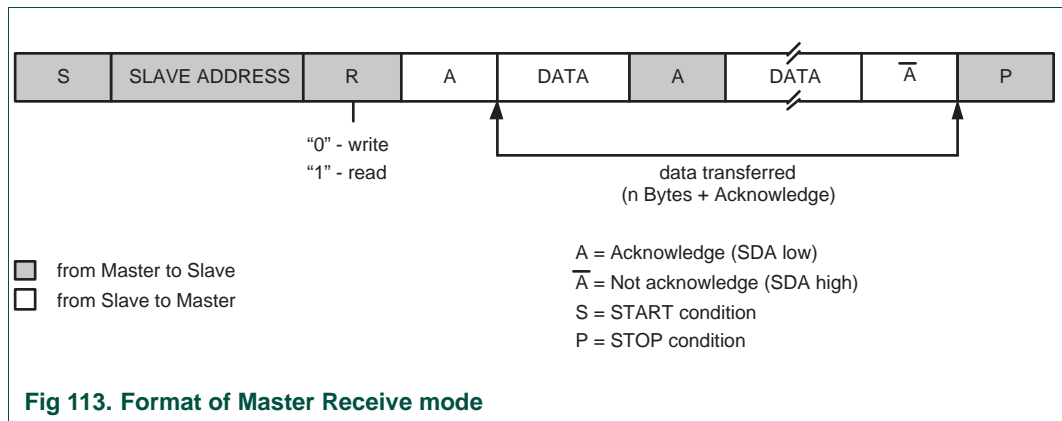 S SLAVE ADDRESS R A DATA A DATA A̅ P
“0” - write
“1” - read
data transferred
(n Bytes + Acknowledge)
from Master to Slave
from Slave to Master
A = Acknowledge (SDA low)
A̅ = Not acknowledge (SDA high)
S = START condition
P = STOP condition
Fig 113. Format of Master Receive mode